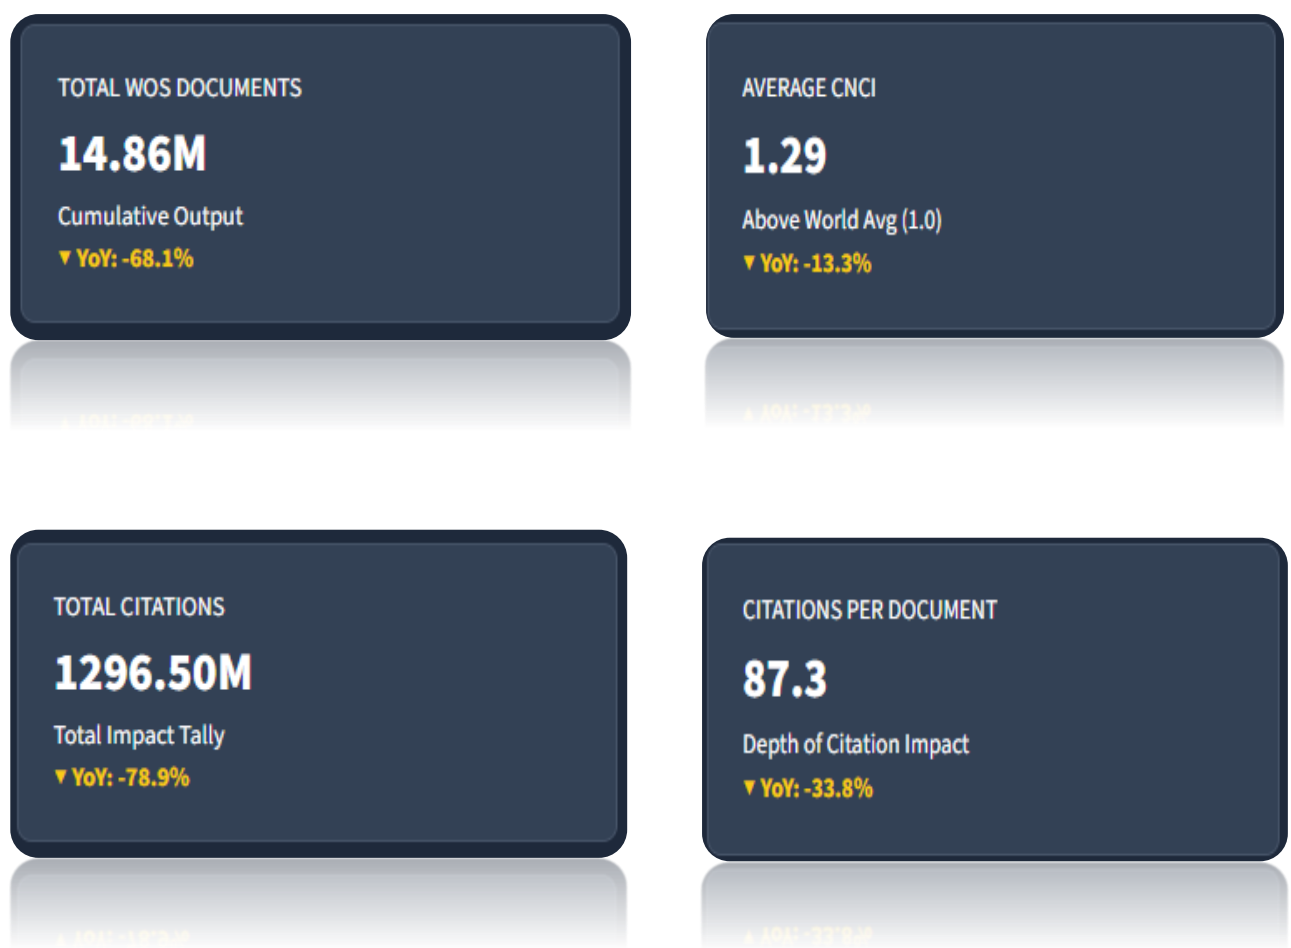 TOTAL WOS DOCUMENTS
14.86M
Cumulative Output
▼ YoY: -68.1%
AVERAGE CNCI
1.29
Above World Avg (1.0)
▼ YoY: -13.3%
TOTAL CITATIONS
1296.50M
Total Impact Tally
▼ YoY: -78.9%
CITATIONS PER DOCUMENT
87.3
Depth of Citation Impact
▼ YoY: -33.8%